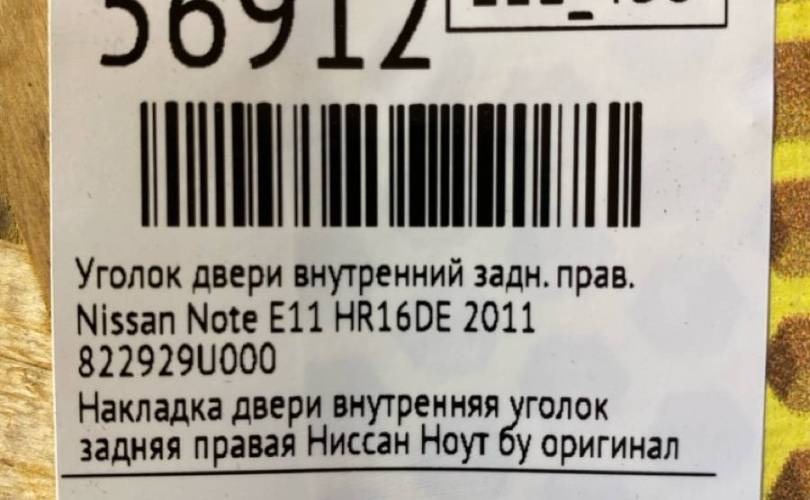 56912
Уголок двери внутренний задн. прав.
Nissan Note E11 HR16DE 2011
822929U000
Накладка двери внутренняя уголок
задняя правая Ниссан Ноут бу оригинал